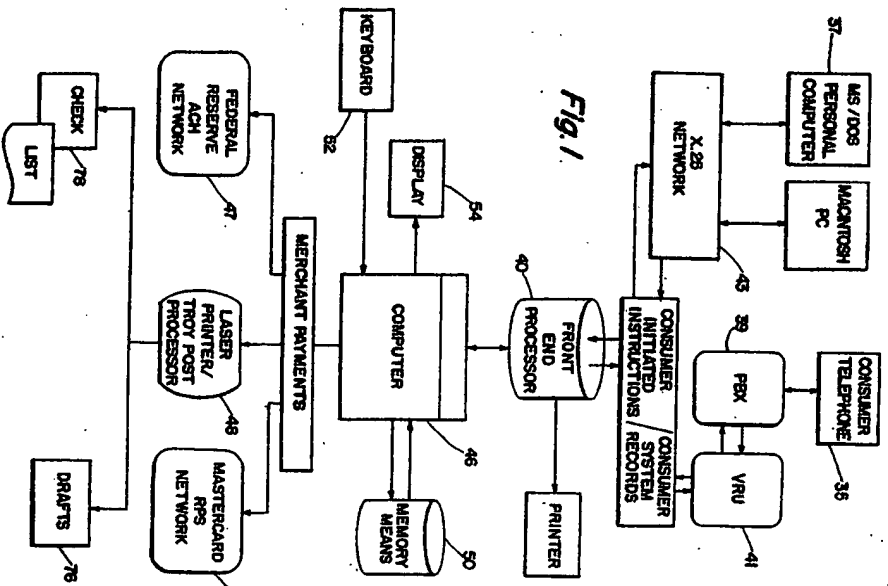 37
MS/DOS
PERSONAL
COMPUTER
MACINTOSH
PC
CONSUMER
TELEPHONE
36
X.25
NETWORK
43
39
PBX
VRU
41
Fig. 1
CONSUMER
INITIATED
INSTRUCTIONS
/ CONSUMER
SYSTEM
RECORDS
40
FRONT
END
PROCESSOR
PRINTER
KEYBOARD
52
DISPLAY
54
COMPUTER
46
MEMORY
MEANS
50
MERCHANT PAYMENTS
FEDERAL
RESERVE
ACH
NETWORK
47
LASER
PRINTER/
TROY POST
PROCESSOR
48
MASTERCARD
RPS
NETWORK
CHECK
78
LIST
DRAFTS
76